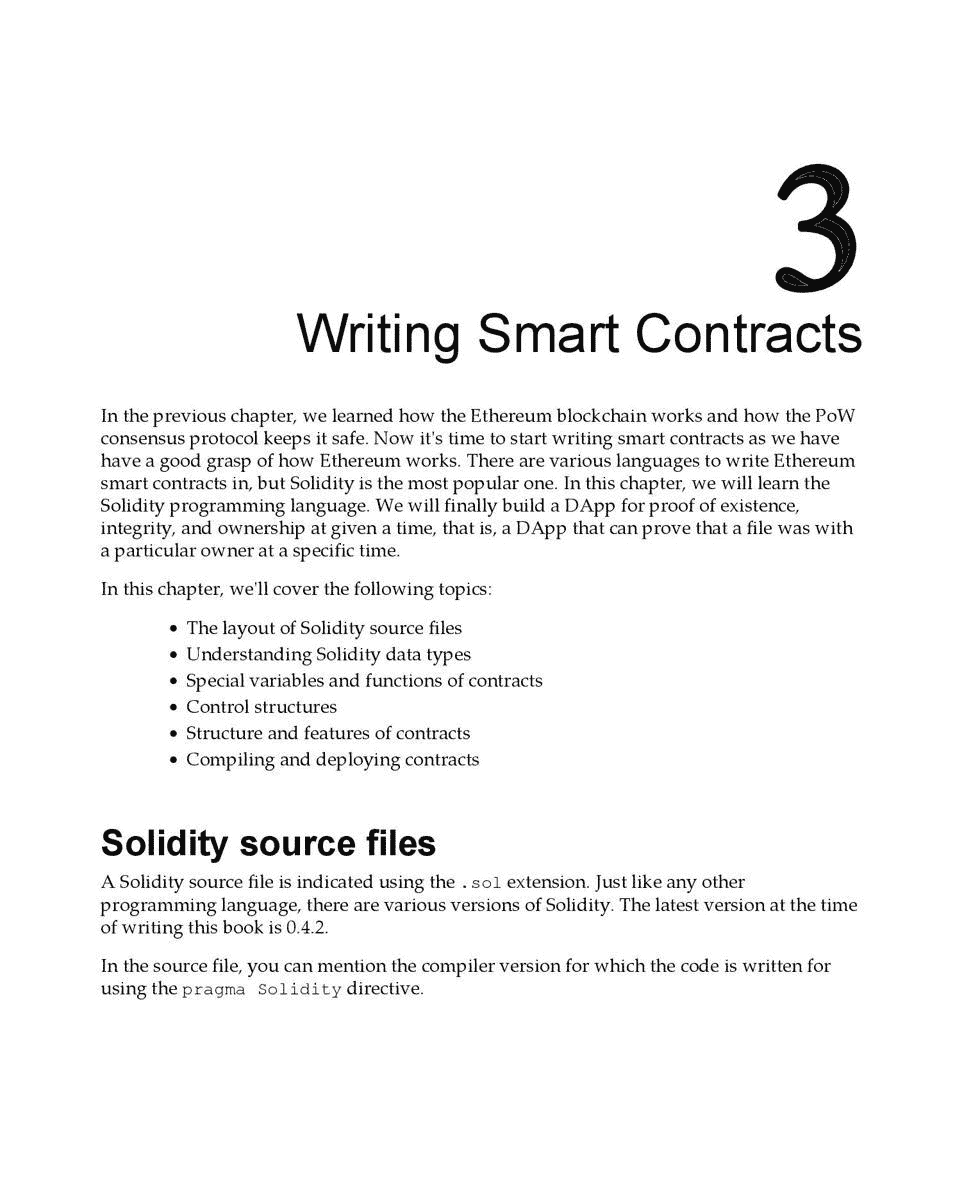 3
Writing Smart Contracts
In the previous chapter, we learned how the Ethereum blockchain works and how the PoW
consensus protocol keeps it safe. Now it's time to start writing smart contracts as we have
have a good grasp of how Ethereum works. There are various languages to write Ethereum
smart contracts in, but Solidity is the most popular one. In this chapter, we will learn the
Solidity programming language. We will finally build a DApp for proof of existence,
integrity, and ownership at given a time, that is, a DApp that can prove that a file was with
a particular owner at a specific time.
In this chapter, we'll cover the following topics:
• The layout of Solidity source files
• Understanding Solidity data types
• Special variables and functions of contracts
• Control structures
• Structure and features of contracts
• Compiling and deploying contracts
Solidity source files
A Solidity source file is indicated using the .sol extension. Just like any other
programming language, there are various versions of Solidity. The latest version at the time
of writing this book is 0.4.2.
In the source file, you can mention the compiler version for which the code is written for
using the pragma Solidity directive.